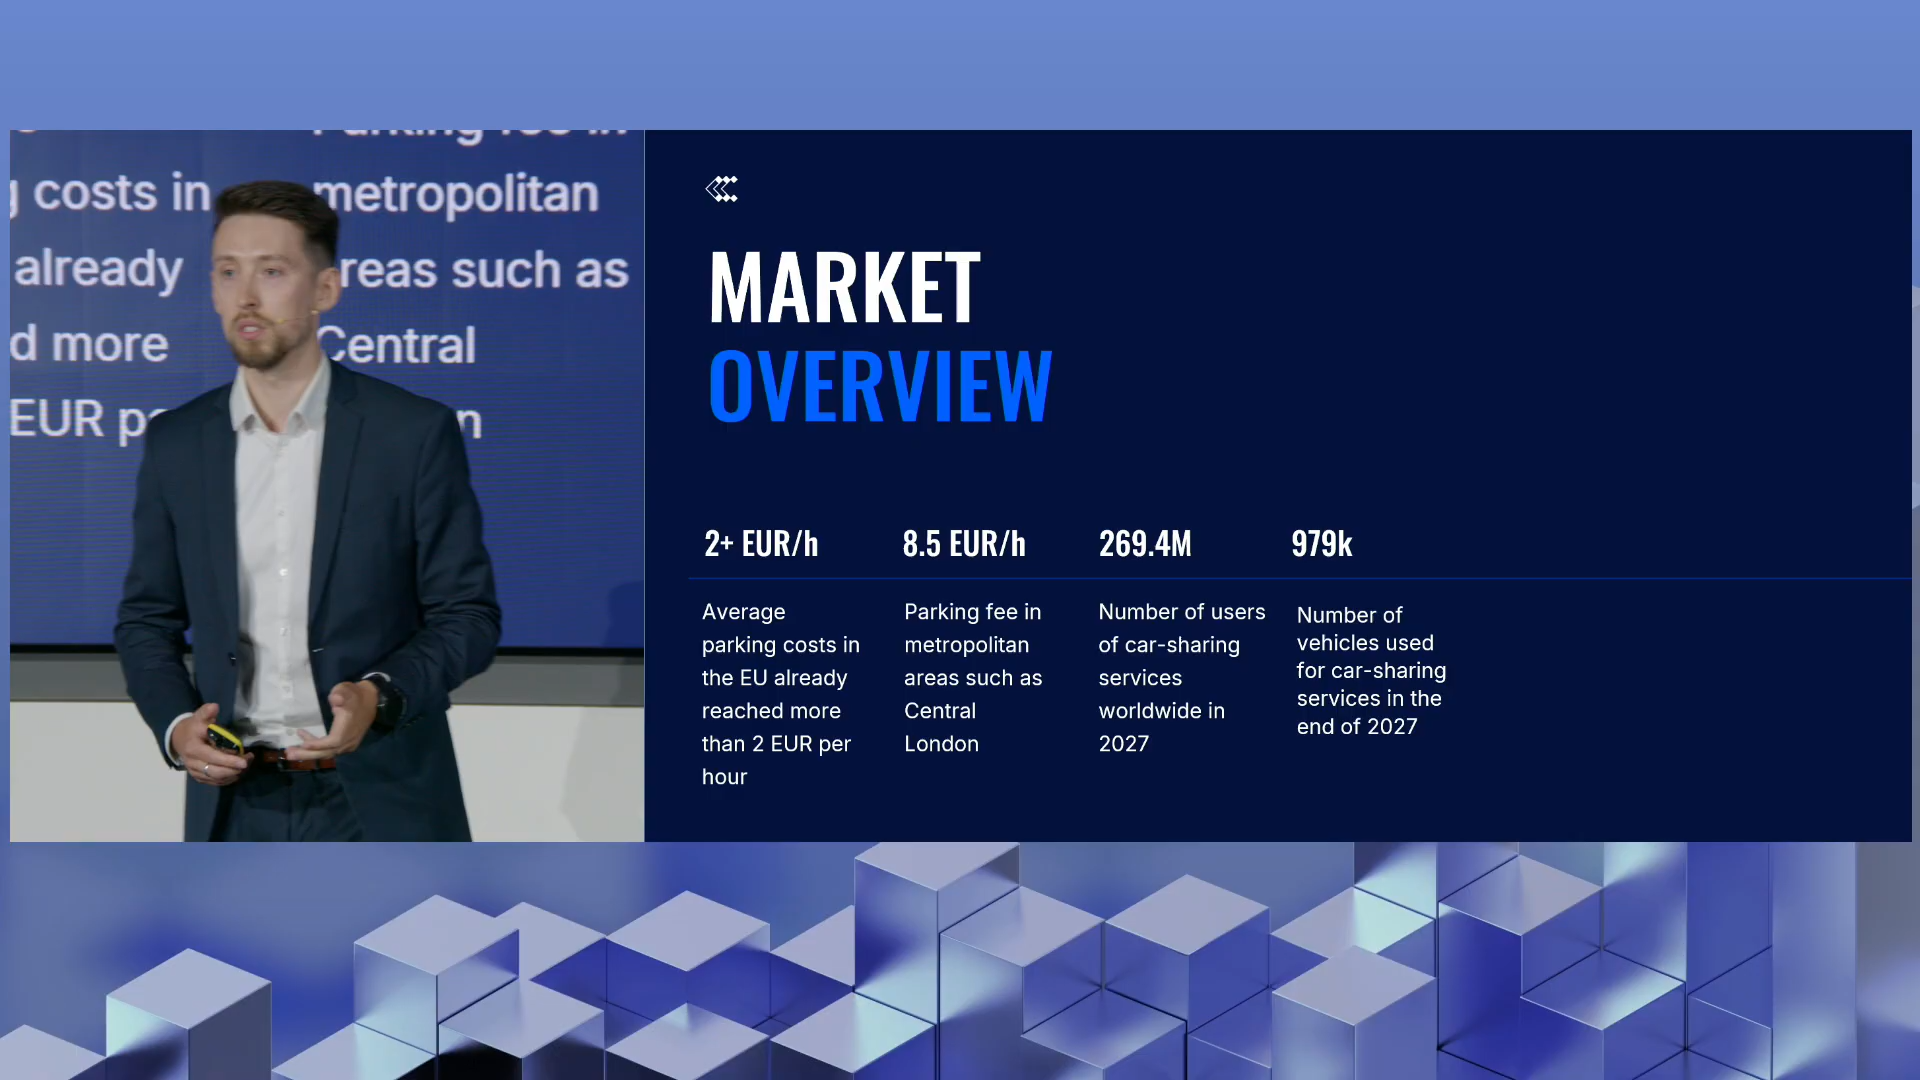 costs in
metropolitan
already
reas such as
d more
Central
EUR
MARKET
OVERVIEW
2+ EUR/h
8.5 EUR/h
269.4M
979k
Average
parking costs in
the EU already
reached more
than 2 EUR per
hour
Parking fee in
metropolitan
areas such as
Central
London
Number of users
of car-sharing
services
worldwide in
2027
Number of
vehicles used
for car-sharing
services in the
end of 2027